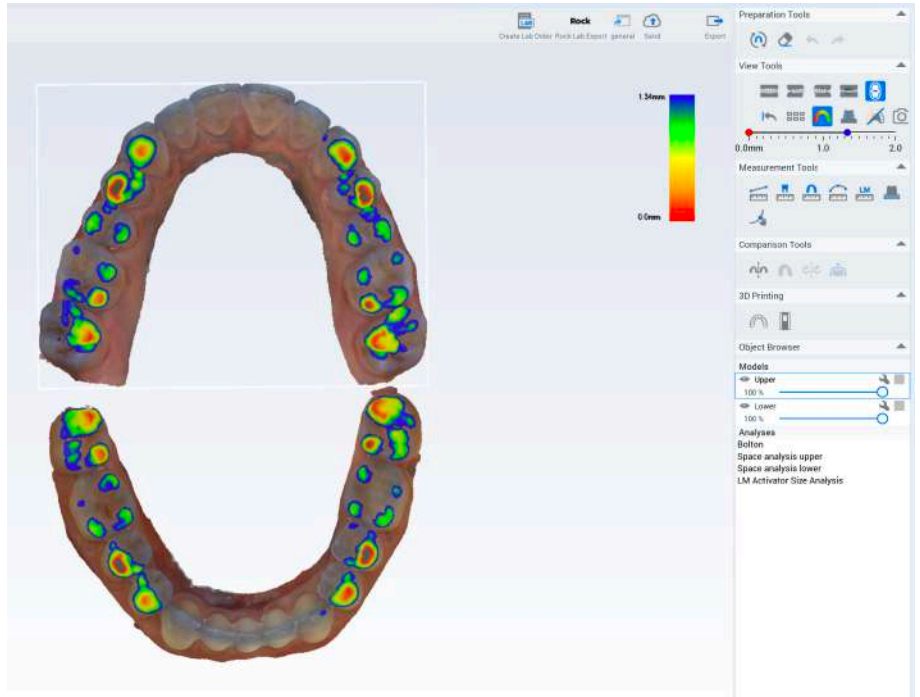 LAB
Rock
Create Lab Order Rock Lab Export general Send Export
1.34mm
0.0mm
Preparation Tools
View Tools
0.0mm 1.0 2.0
Measurement Tools
LM
Comparison Tools
3D Printing
Object Browser
Models
Upper
100 %
Lower
100 %
Analyses
Bolton
Space analysis upper
Space analysis lower
LM Activator Size Analysis